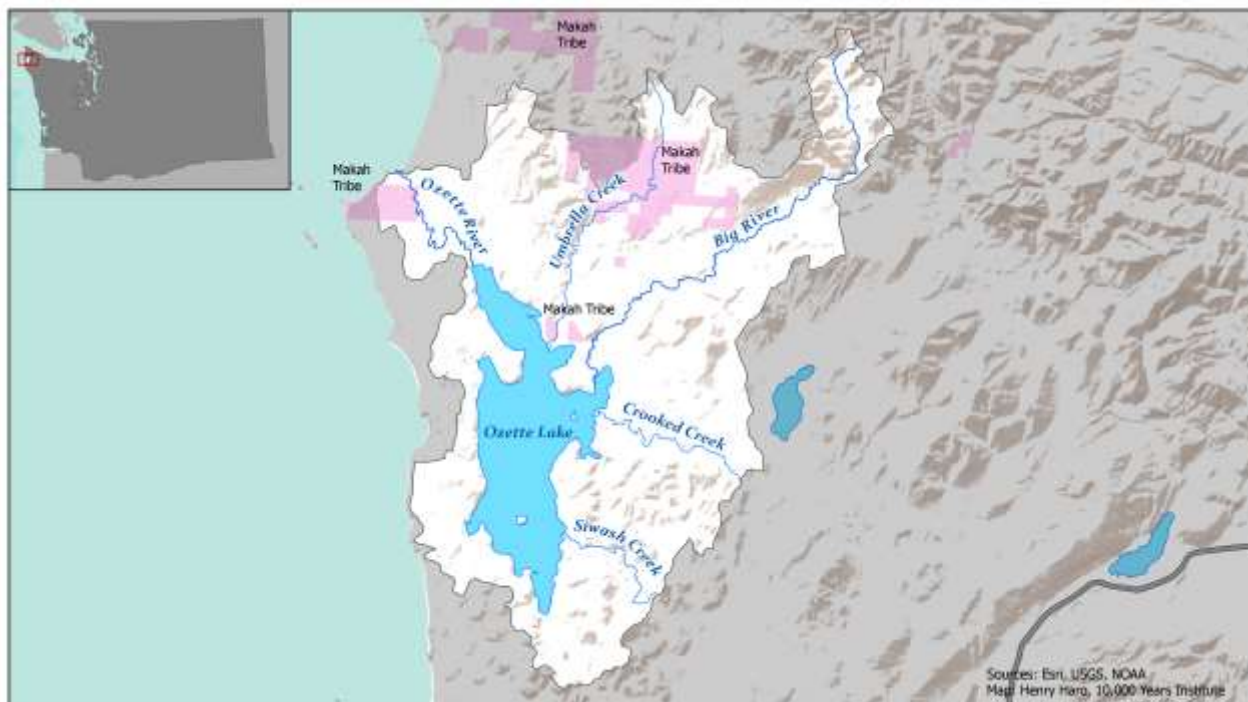 Makah
Tribe
Makah
Tribe
Makah
Tribe
Ozette River
Umbrella Creek
Big River
Makah Tribe
Crooked Creek
Ozette Lake
Siwash Creek
Sources: Esri, USGS, NOAA
Map: Henry Haro, 10,000 Years Institute